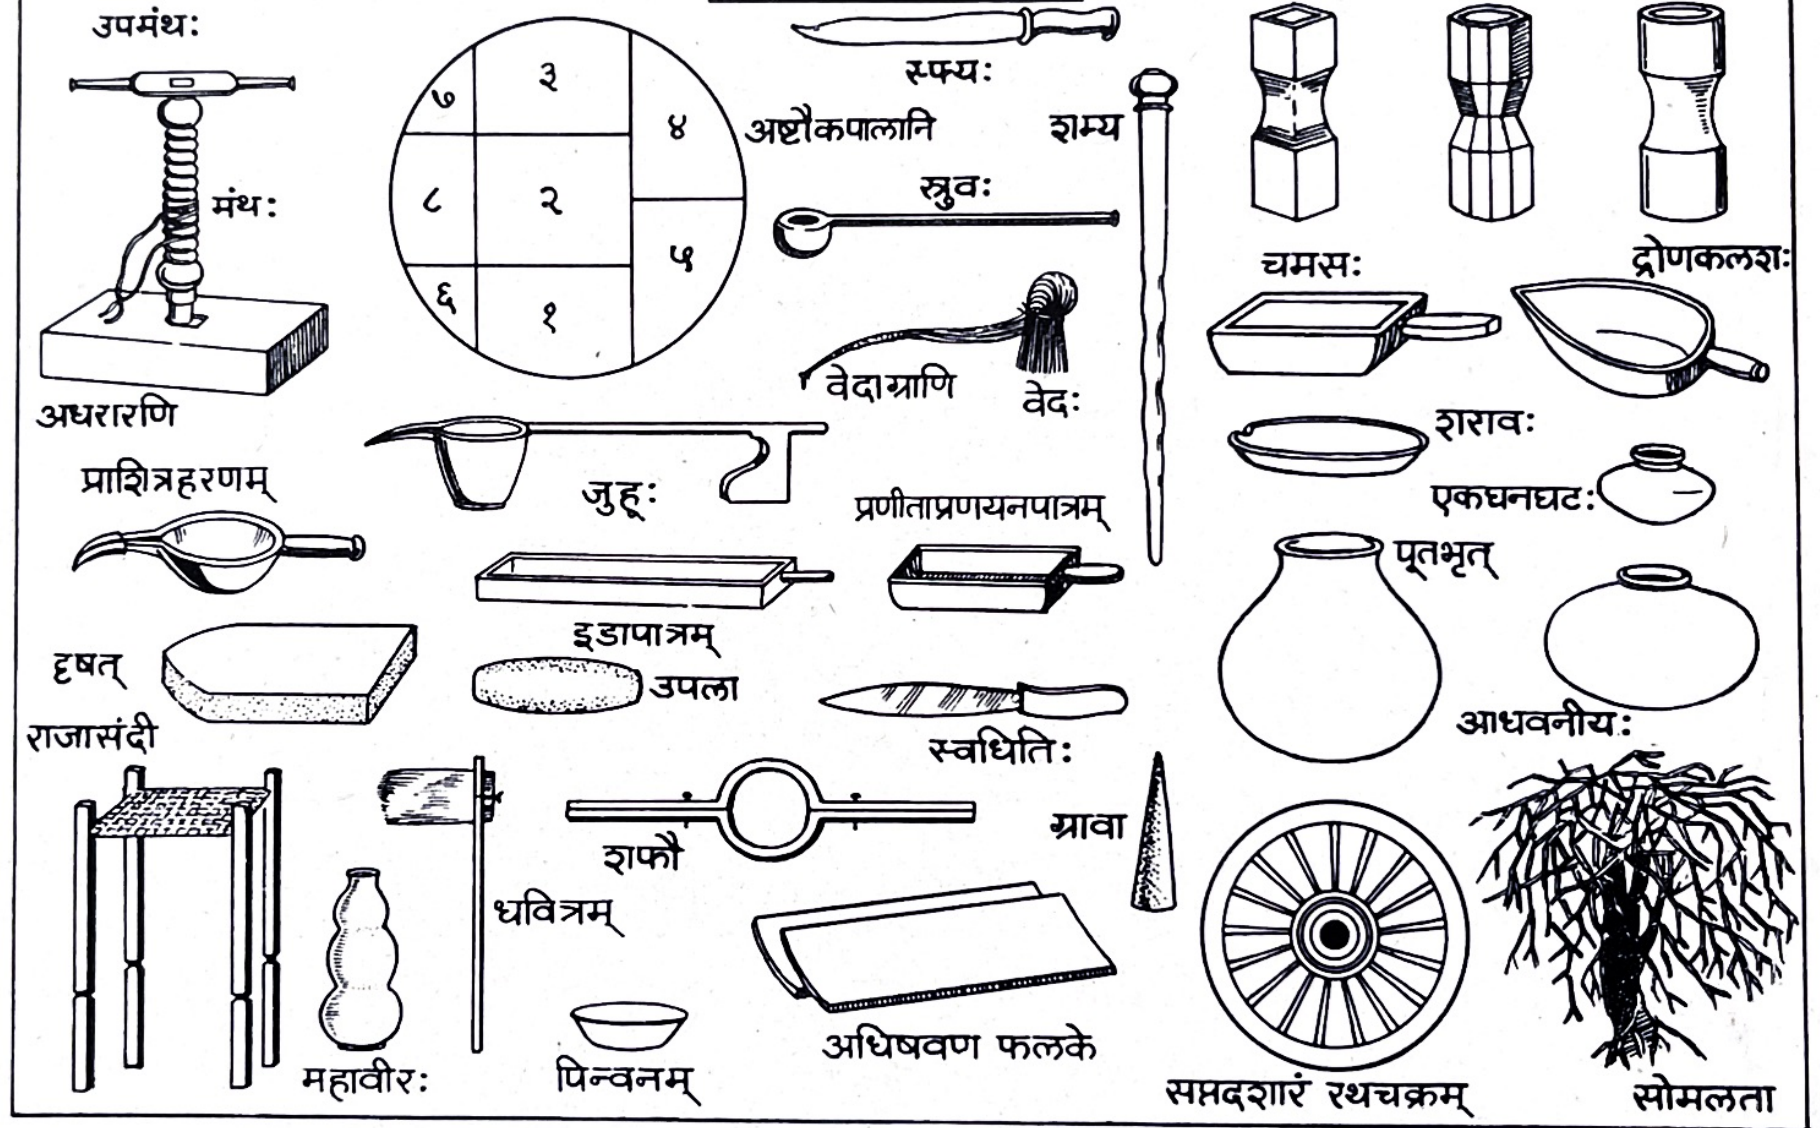 उपमंथः
मंथः
अधरारणि
७
३
४
८
२
५
६
१
अष्टौकपालानि
स्फ्यः
शम्य
स्रुवः
वेदाग्राणि
वेदः
चमसः
द्रोणकलशः
प्राशित्रहरणम्
जुहूः
प्रणीताप्रणयनपात्रम्
शरावः
एकघनघटः
इडापात्रम्
पूतभृत्
दृषत्
उपला
स्वधितिः
आधवनीयः
राजासंदी
शफौ
ग्रावा
धवित्रम्
महावीरः
पिन्वनम्
अधिषवण फलके
सप्तदशारं रथचक्रम्
सोमलता